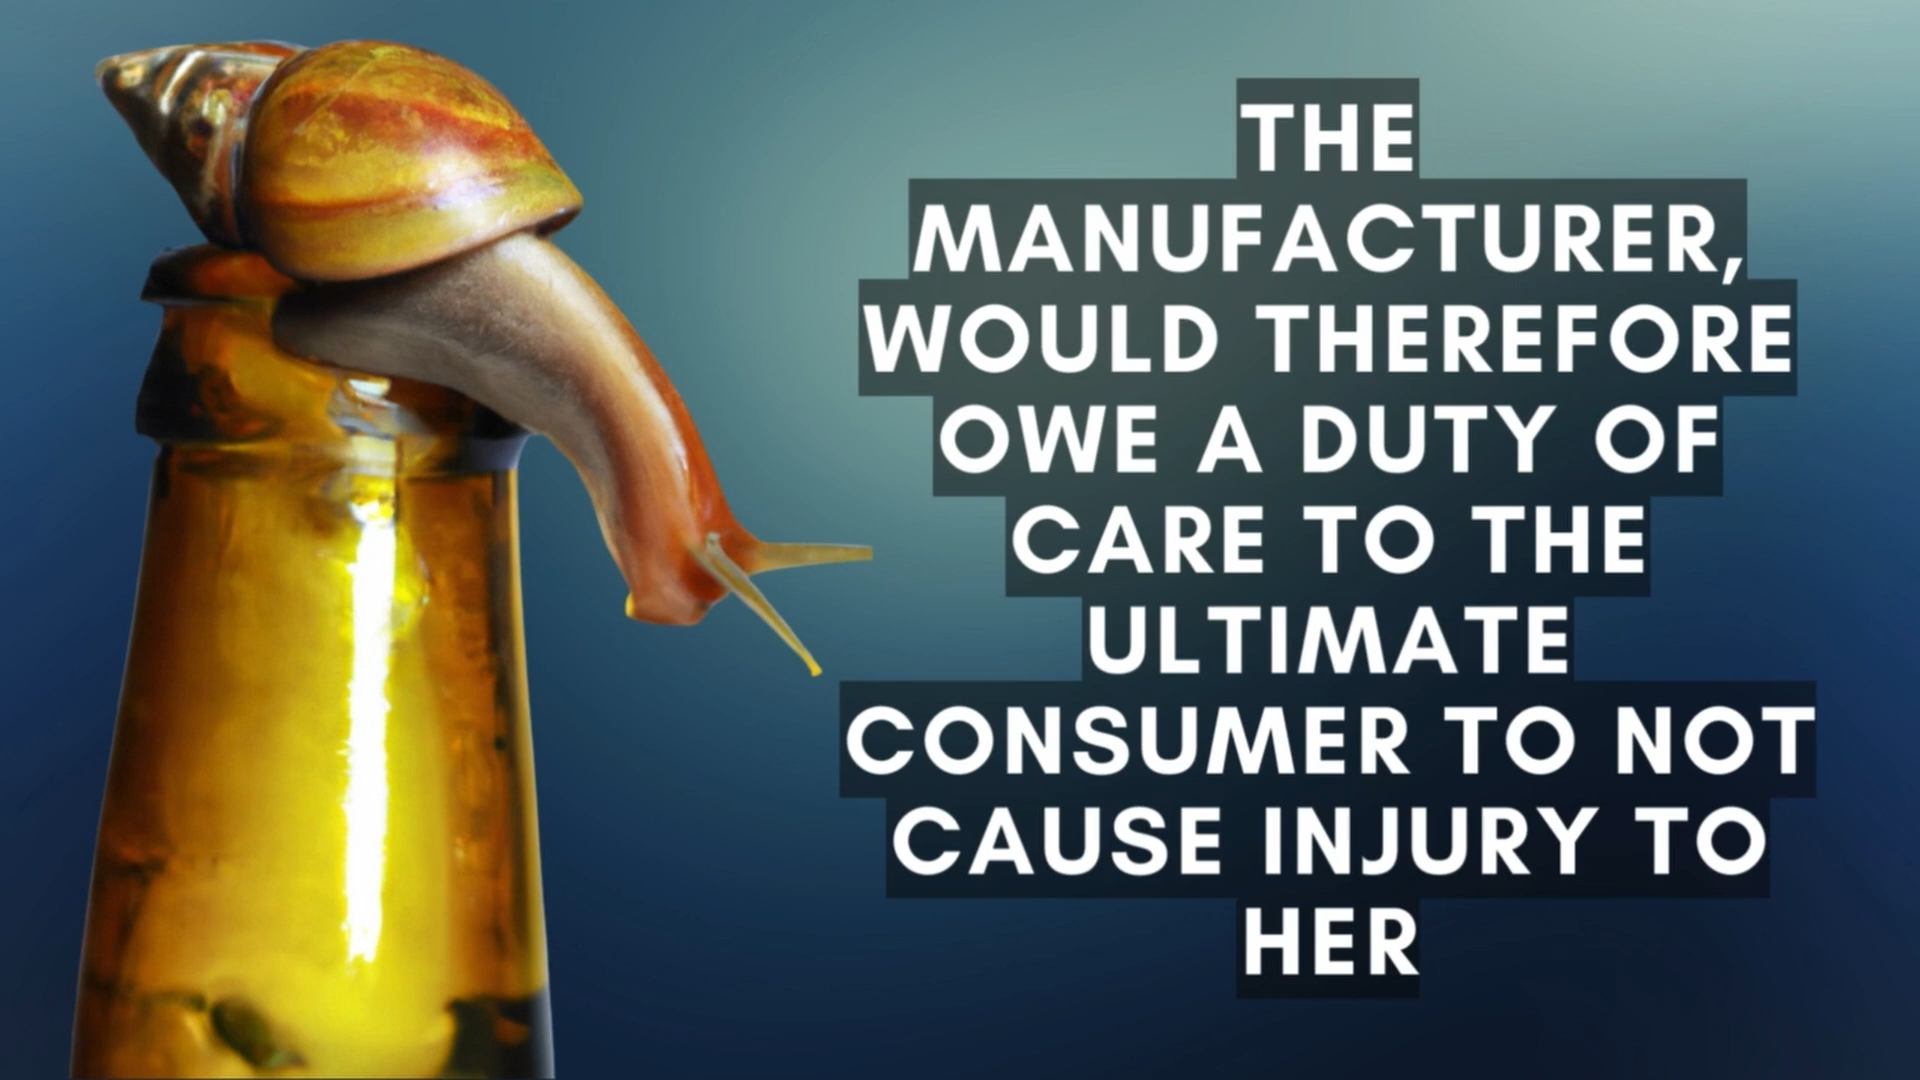 THE
MANUFACTURER,
WOULD THEREFORE
OWE A DUTY OF
CARE TO THE
ULTIMATE
CONSUMER TO NOT
CAUSE INJURY TO
HER